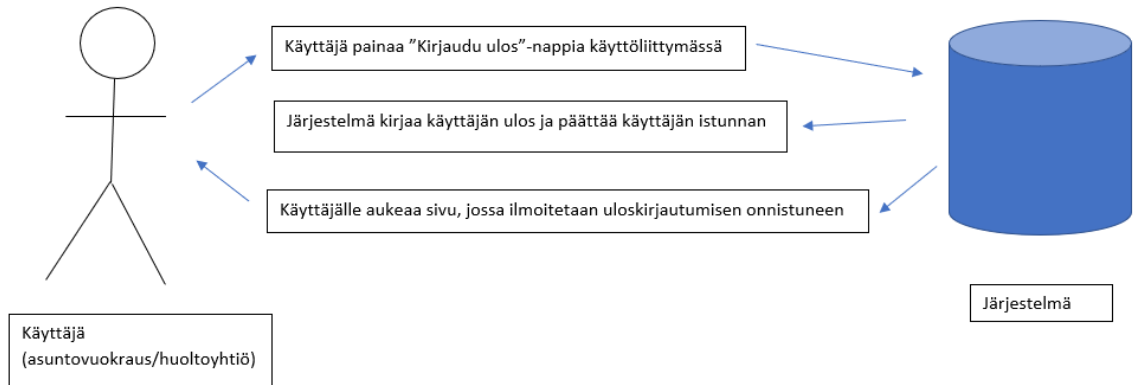 Käyttäjä painaa ”Kirjaudu ulos”-nappia käyttöliittymässä
Järjestelmä kirjaa käyttäjän ulos ja päättää käyttäjän istunnan
Käyttäjälle aukeaa sivu, jossa ilmoitetaan uloskirjautumisen onnistuneen
Järjestelmä
Käyttäjä
(asuntovuokraus/huoltoyhtiö)